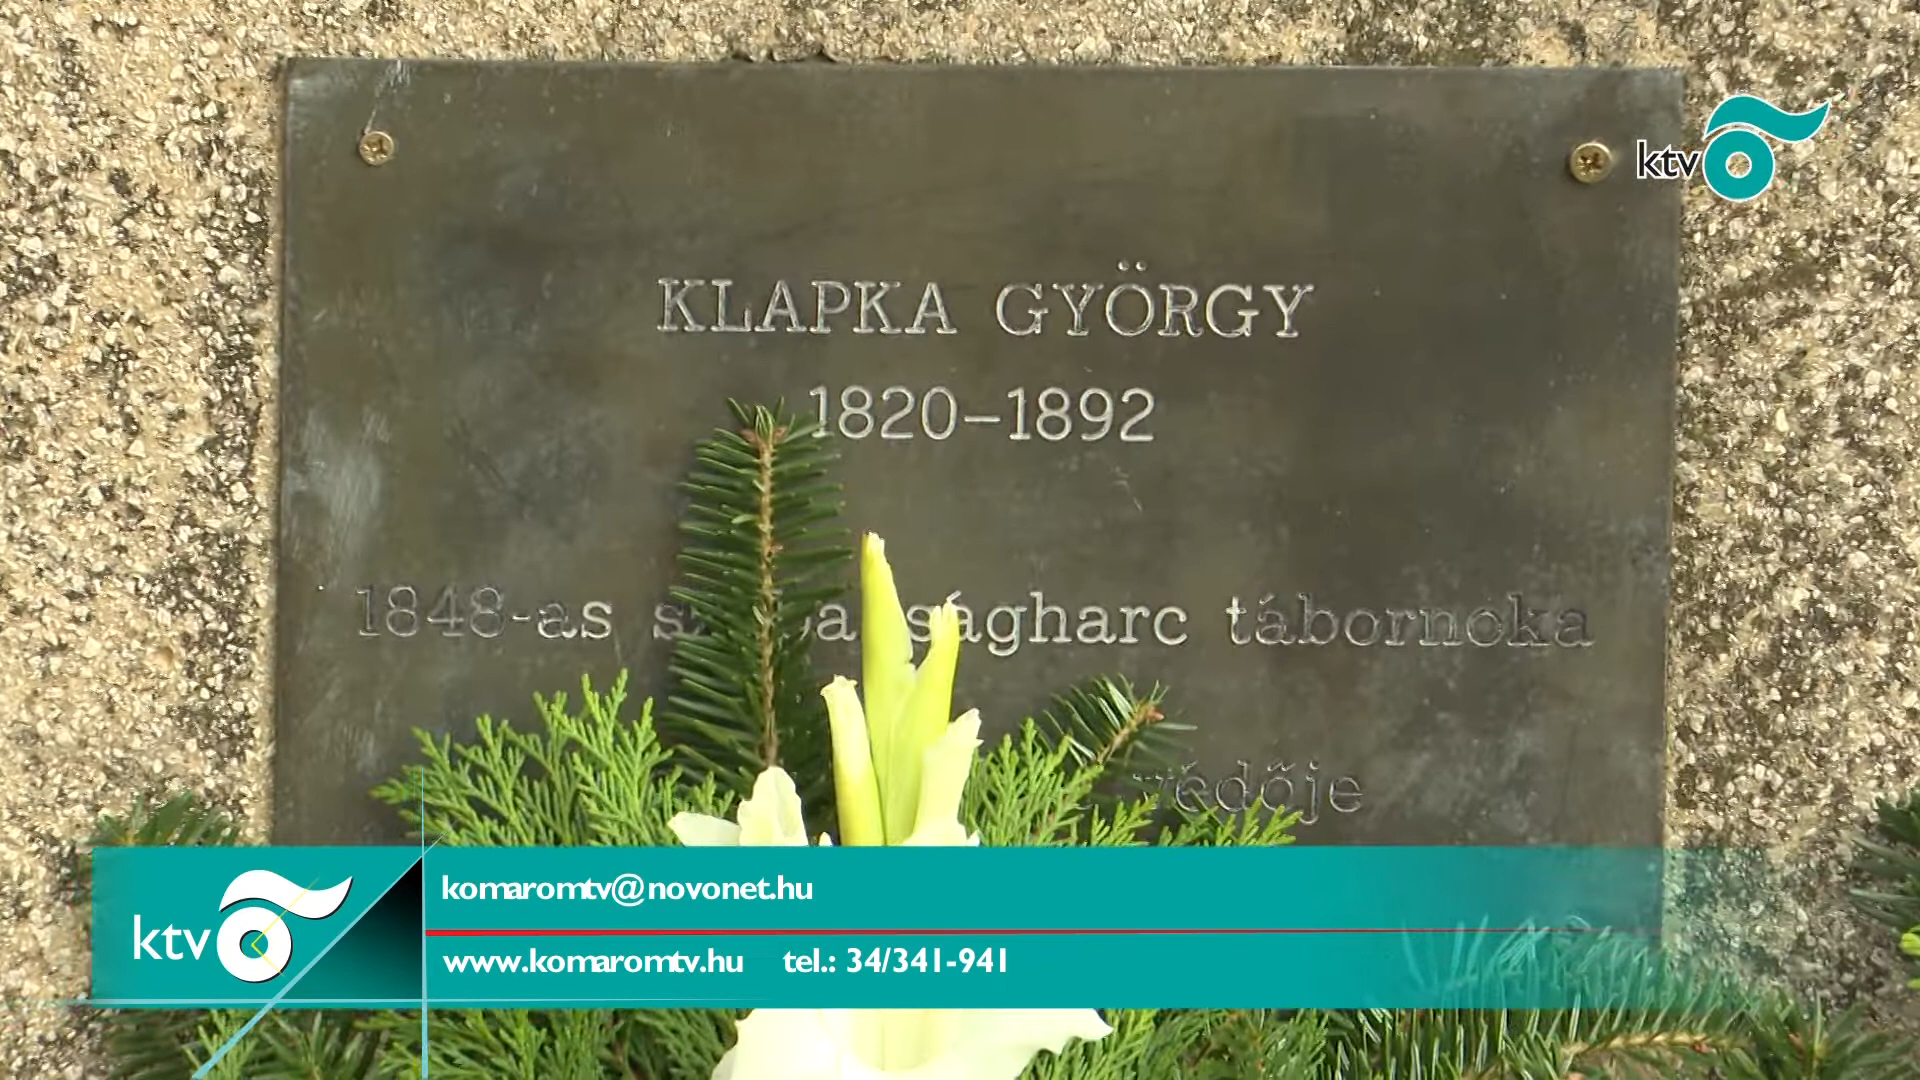 ktv
KLAPKA GYÖRGY
1820–1892
1848-as tábornoka
védője
ktv
komaromtv@novonet.hu
www.komaromtv.hu tel.: 34/341-941